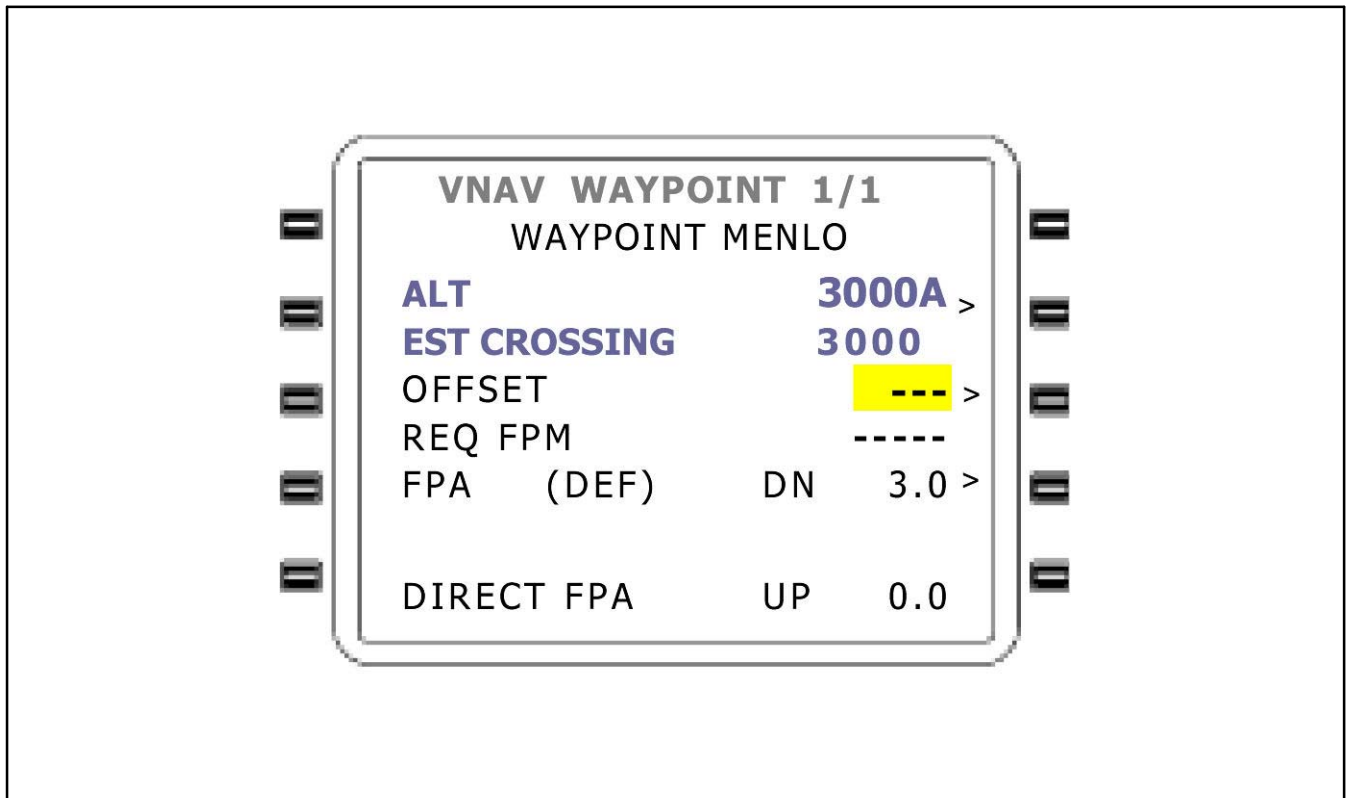 VNAV WAYPOINT 1/1
WAYPOINT MENLO
ALT 3000A >
EST CROSSING 3000
OFFSET --- >
REQ FPM -----
FPA (DEF) DN 3.0 >
DIRECT FPA UP 0.0